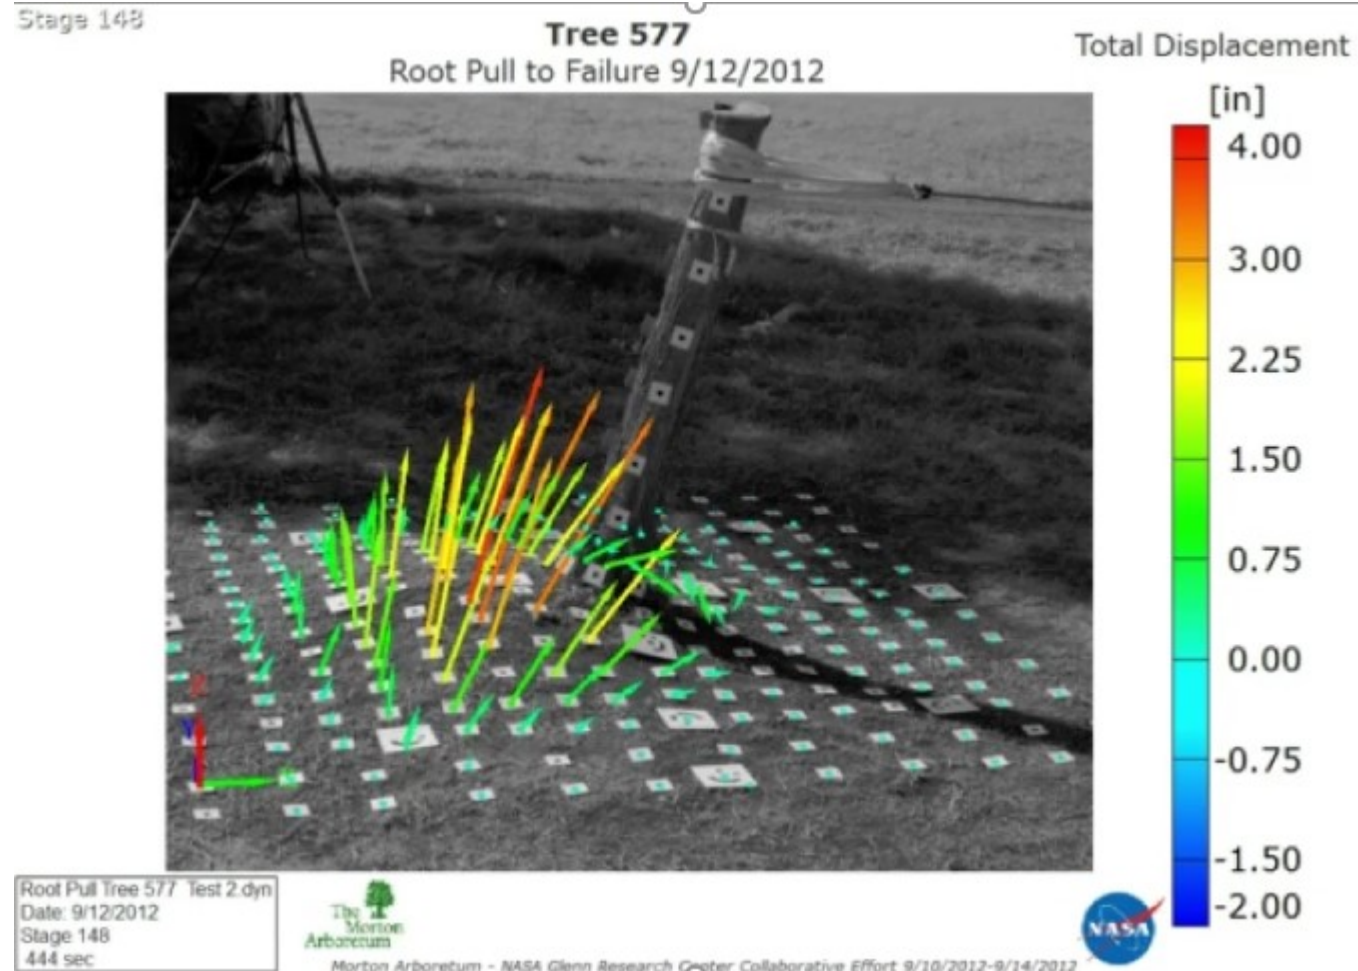 Stage 148
Tree 577
Root Pull to Failure 9/12/2012
Total Displacement
[in]
4.00
3.00
2.25
1.50
0.75
0.00
-0.75
-1.50
-2.00
Root Pull Tree 577 Test 2.dyn
Date: 9/12/2012
Stage 148
444 sec
The
Morton
Arboretum
NASA
Morton Arboretum - NASA Glenn Research Center Collaborative Effort 9/10/2012-9/14/2012